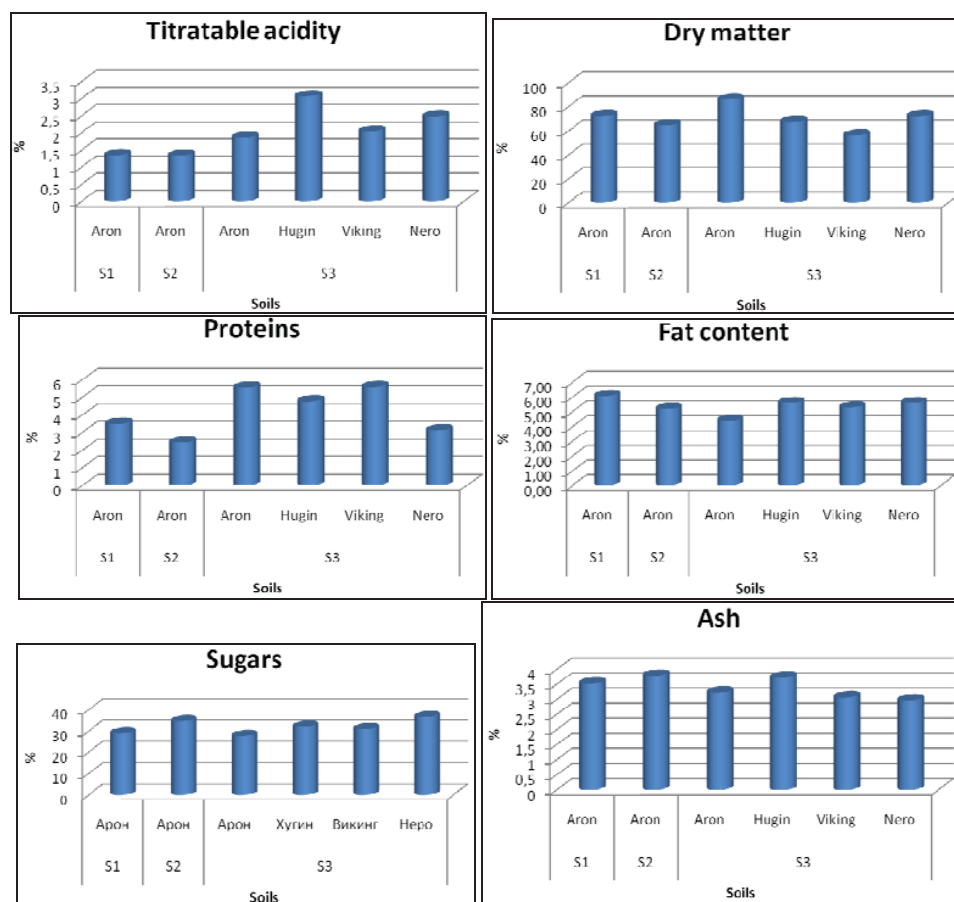 Titratable acidity
3,5
3
2,5
2
1,5
1
0,5
0
%
Aron Aron Aron Hugin Viking Nero
S1 S2 S3
Soils
Dry matter
100
80
60
40
20
0
%
Aron Aron Aron Hugin Viking Nero
S1 S2 S3
Soils
Proteins
6
5
4
3
2
1
0
%
Aron Aron Aron Hugin Viking Nero
S1 S2 S3
Soils
Fat content
7,00
6,00
5,00
4,00
3,00
2,00
1,00
0,00
%
Aron Aron Aron Hugin Viking Nero
S1 S2 S3
Soils
Sugars
40
30
20
10
0
%
Арон Арон Арон Хугин Викинг Неро
S1 S2 S3
Soils
Ash
4
3,5
3
2,5
2
1,5
1
0,5
0
%
Aron Aron Aron Hugin Viking Nero
S1 S2 S3
Soils